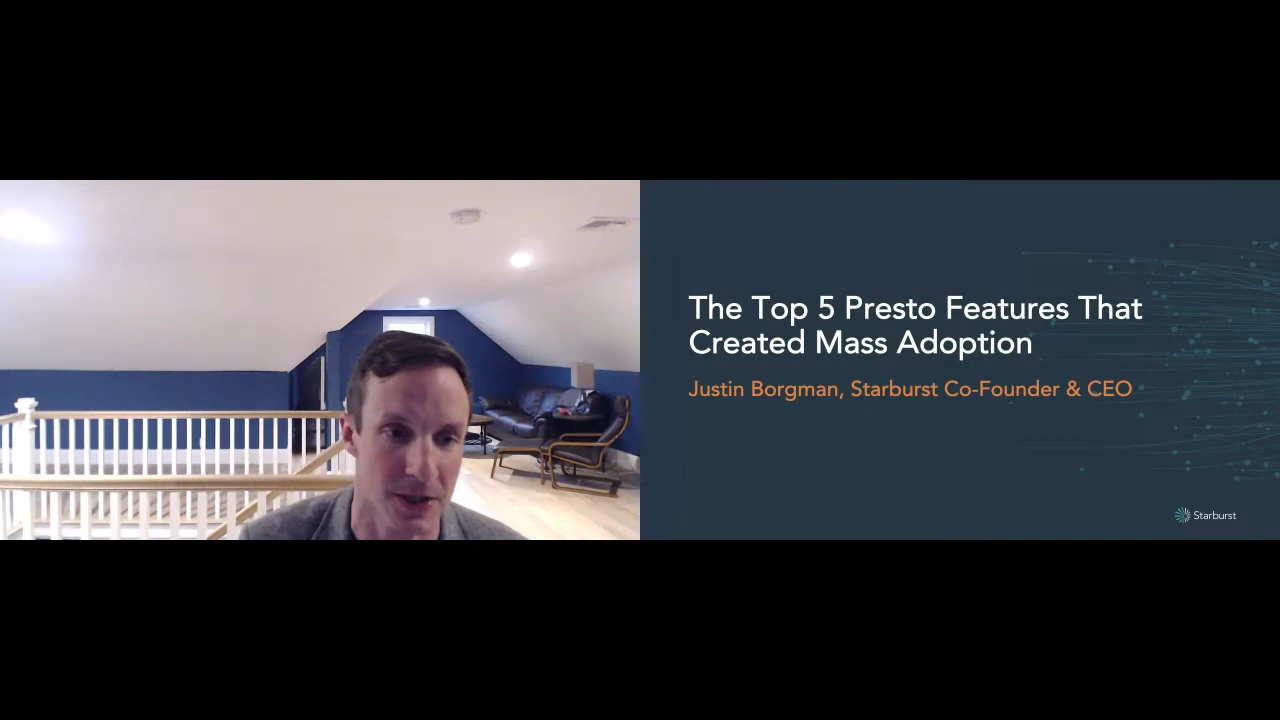 The Top 5 Presto Features That
Created Mass Adoption
Justin Borgman, Starburst Co-Founder & CEO
Starburst